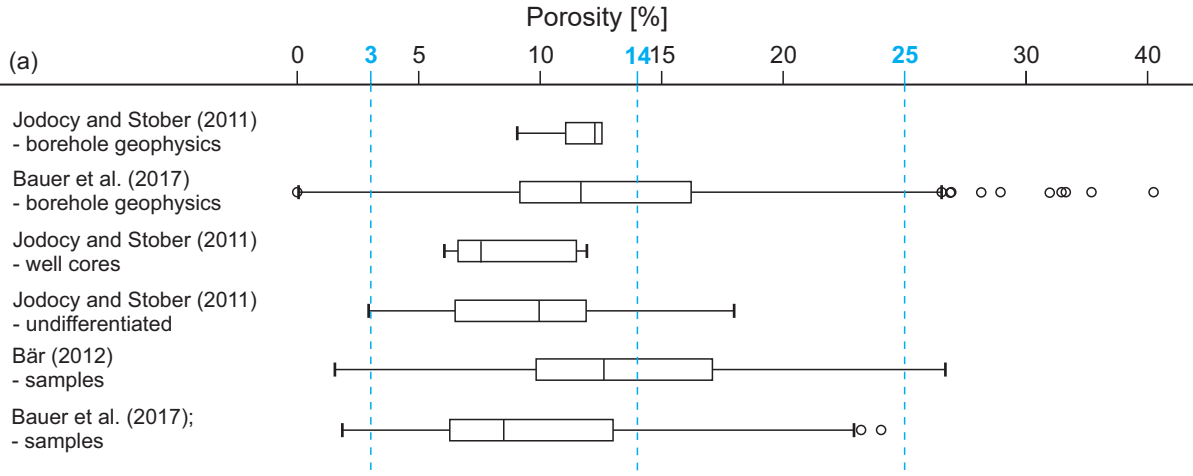 Porosity [%]
(a)
0 3 5 10 14 15 20 25 30 40
Jodocy and Stober (2011)
- borehole geophysics
Bauer et al. (2017)
- borehole geophysics
Jodocy and Stober (2011)
- well cores
Jodocy and Stober (2011)
- undifferentiated
Bär (2012)
- samples
Bauer et al. (2017);
- samples